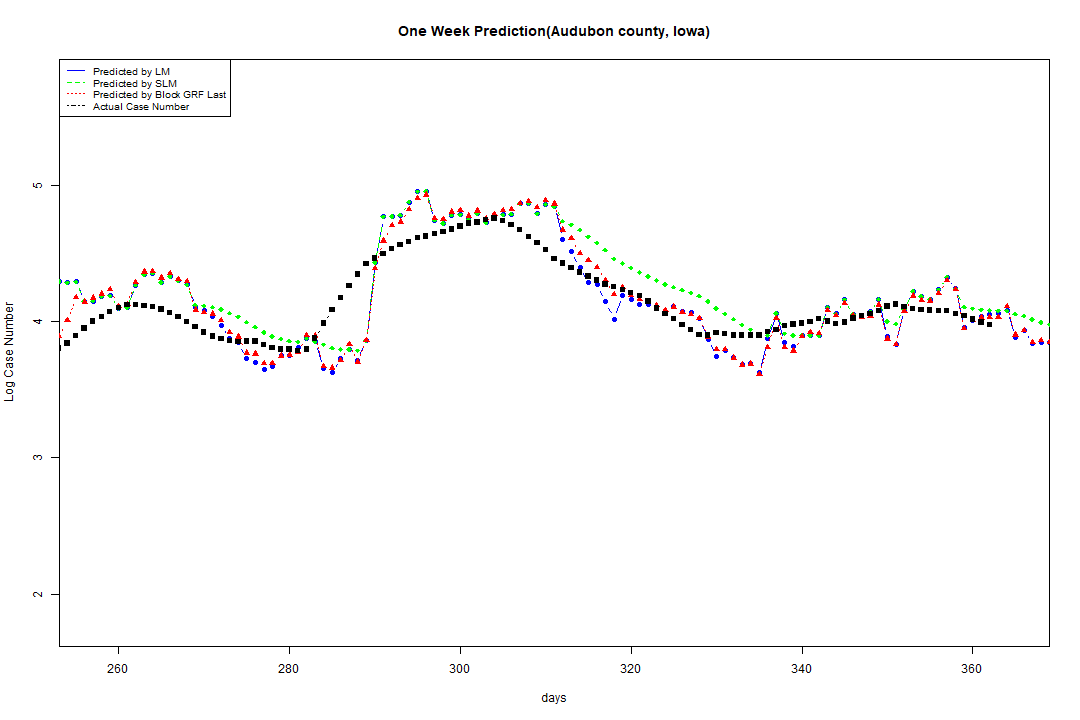 One Week Prediction(Audubon county, Iowa)
Predicted by LM
Predicted by SLM
Predicted by Block GRF Last
Actual Case Number
5
4
3
2
Log Case Number
260 280 300 320 340 360
days